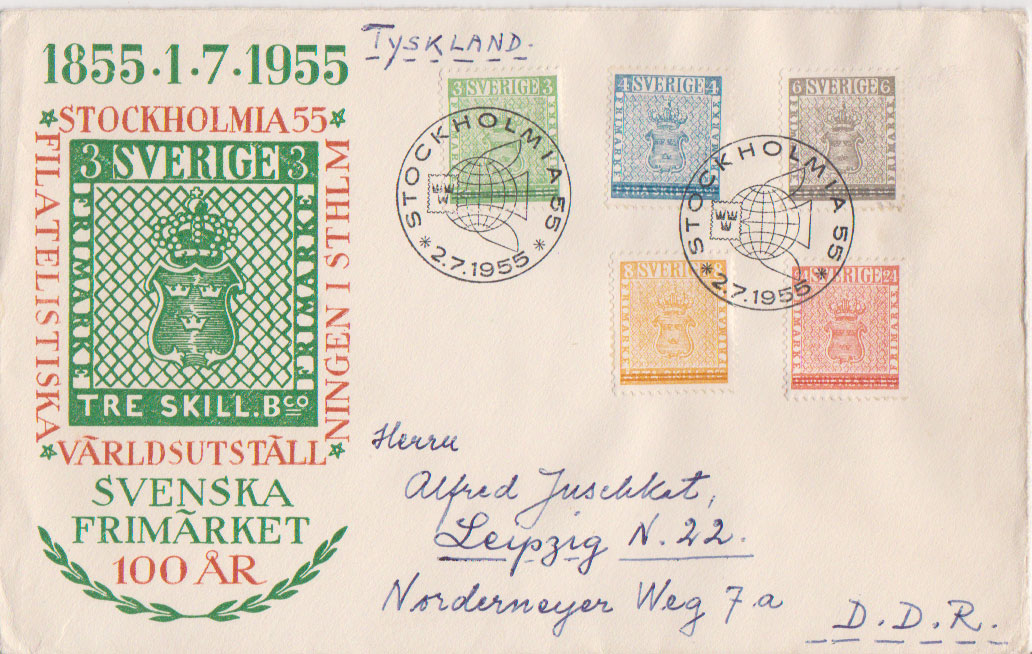 1855·1·7·1955
STOCKHOLMIA 55
FILATELISTISKA
VÄRLDSUTSTÄLL
NINGEN I STHLM
3 SVERIGE 3
FRIMÄRKE
FRIMÄRKE
TRE SKILL. Bco
SVENSKA
FRIMÄRKET
100 ÅR
TYSKLAND.
3 SVERIGE 3
4 SVERIGE 4
6 SVERIGE 6
8 SVERIGE 8
24 SVERIGE 24
STOCKHOLMIA 55
* 2.7.1955 *
STOCKHOLMIA 55
* 2.7.1955 *
Herrn
Alfred Juschkat,
Leipzig N. 22.
Norderneyer Weg 7a
D.D.R.